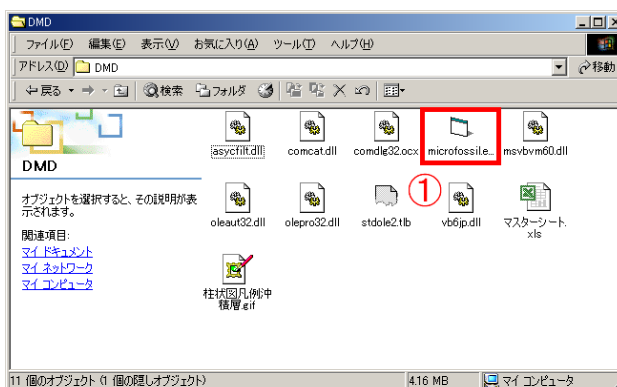 DMD
ファイル(F) 編集(E) 表示(V) お気に入り(A) ツール(T) ヘルプ(H)
アドレス(D) DMD 移動
戻る 検索 フォルダ
DMD
オブジェクトを選択すると、その説明が表
示されます。
関連項目:
マイ ドキュメント
マイ ネットワーク
マイ コンピュータ
asycfilt.dll comcat.dll comdlg32.ocx microfossil.e... msvbvm60.dll
①
oleaut32.dll olepro32.dll stdole2.tlb vb6jp.dll マスターシート.
xls
柱状図凡例沖
積層.gif
11 個のオブジェクト (1 個の隠しオブジェクト) 4.16 MB マイ コンピュータ